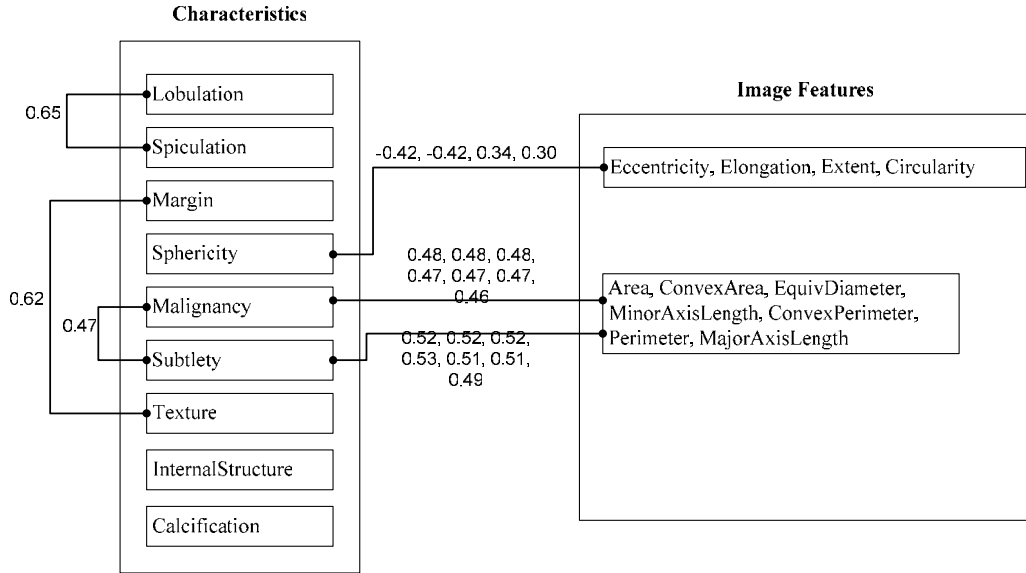 Characteristics
Lobulation
0.65
Spiculation
Margin
Sphericity
0.62
Malignancy
0.47
Subtlety
Texture
InternalStructure
Calcification
-0.42, -0.42, 0.34, 0.30
0.48, 0.48, 0.48,
0.47, 0.47, 0.47,
0.46
0.52, 0.52, 0.52,
0.53, 0.51, 0.51,
0.49
Image Features
Eccentricity, Elongation, Extent, Circularity
Area, ConvexArea, EquivDiameter,
MinorAxisLength, ConvexPerimeter,
Perimeter, MajorAxisLength